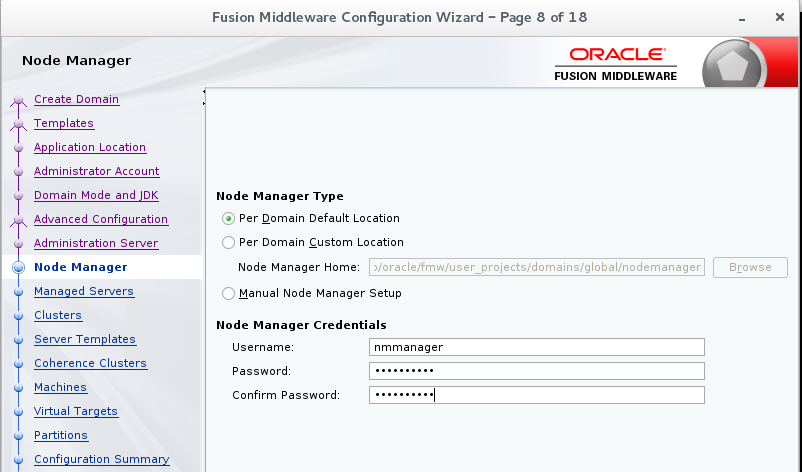 Fusion Middleware Configuration Wizard – Page 8 of 18
Node Manager
ORACLE
FUSION MIDDLEWARE
Create Domain
Templates
Application Location
Administrator Account
Domain Mode and JDK
Advanced Configuration
Administration Server
Node Manager
Managed Servers
Clusters
Server Templates
Coherence Clusters
Machines
Virtual Targets
Partitions
Configuration Summary
Node Manager Type
Per Domain Default Location
Per Domain Custom Location
Node Manager Home: /oracle/fmw/user_projects/domains/global/nodemanager Browse
Manual Node Manager Setup
Node Manager Credentials
Username: nmmanager
Password: ••••••••••
Confirm Password: ••••••••••